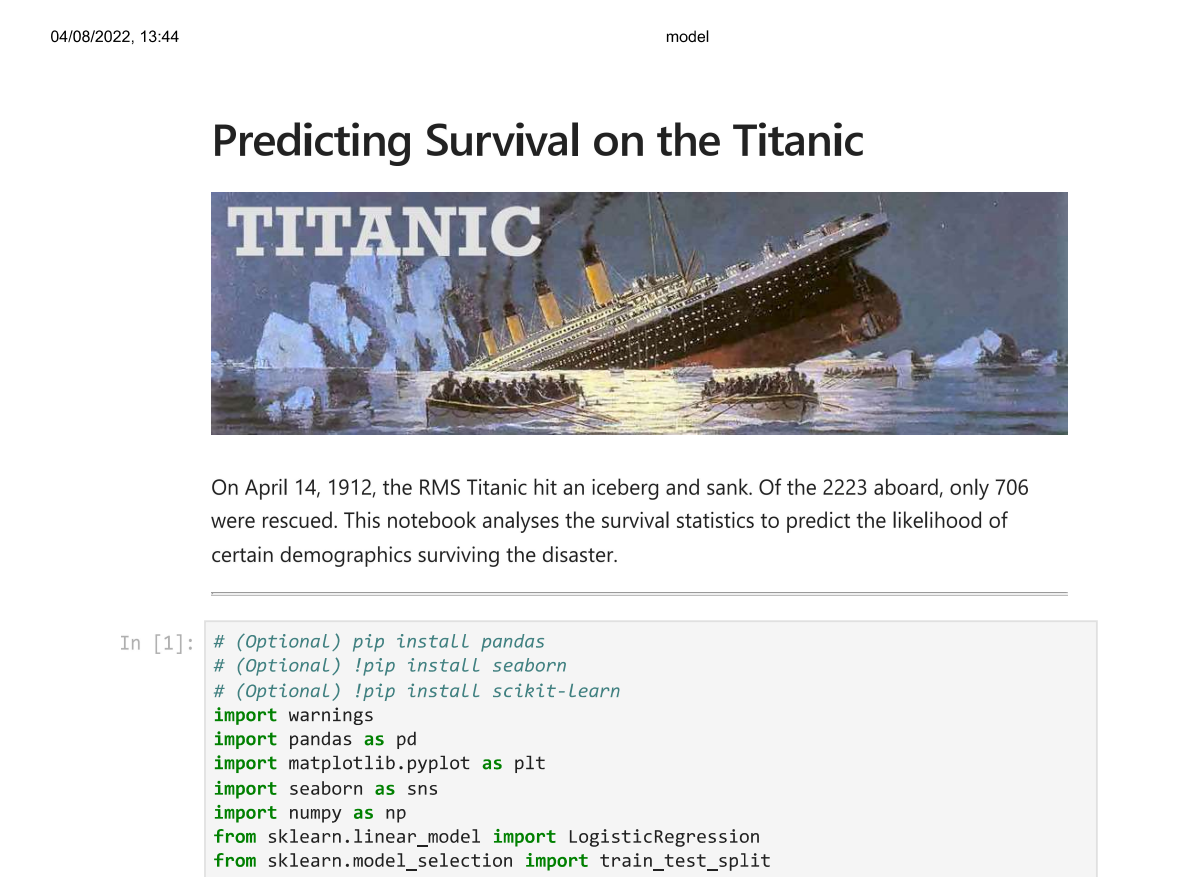 04/08/2022, 13:44
model
Predicting Survival on the Titanic
TITANIC
On April 14, 1912, the RMS Titanic hit an iceberg and sank. Of the 2223 aboard, only 706
were rescued. This notebook analyses the survival statistics to predict the likelihood of
certain demographics surviving the disaster.
In [1]:
# (Optional) pip install pandas
# (Optional) !pip install seaborn
# (Optional) !pip install scikit-learn
import warnings
import pandas as pd
import matplotlib.pyplot as plt
import seaborn as sns
import numpy as np
from sklearn.linear_model import LogisticRegression
from sklearn.model_selection import train_test_split